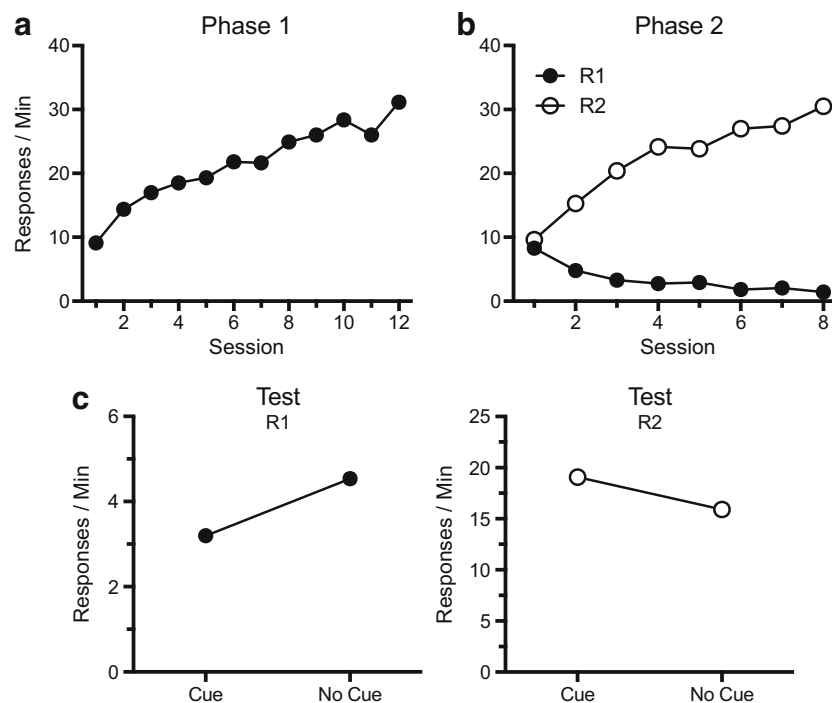 a
Phase 1
40
30
20
10
0
Responses / Min
2 4 6 8 10 12
Session
b
Phase 2
R1
R2
40
30
20
10
0
2 4 6 8
Session
c
Test
R1
6
4
2
0
Responses / Min
Cue No Cue
Test
R2
25
20
15
10
5
0
Responses / Min
Cue No Cue